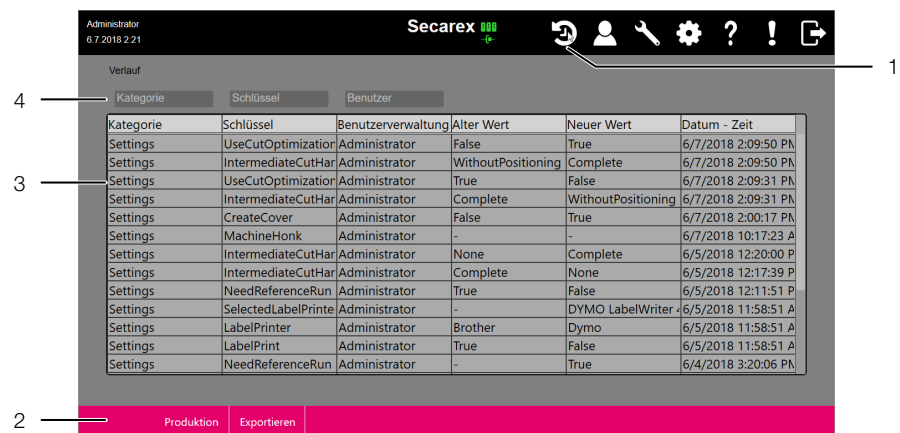 Administrator
6.7.2018 2:21
Secarex
? !
1
Verlauf
4
Kategorie Schlüssel Benutzer
Kategorie Schlüssel Benutzerverwaltung Alter Wert Neuer Wert Datum - Zeit
Settings UseCutOptimization Administrator False True 6/7/2018 2:09:50 PM
Settings IntermediateCutHar Administrator WithoutPositioning Complete 6/7/2018 2:09:50 PM
3
Settings UseCutOptimization Administrator True False 6/7/2018 2:09:31 PM
Settings IntermediateCutHar Administrator Complete WithoutPositioning 6/7/2018 2:09:31 PM
Settings CreateCover Administrator False True 6/7/2018 2:00:17 PM
Settings MachineHonk Administrator - - 6/7/2018 10:17:23 A
Settings IntermediateCutHar Administrator None Complete 6/5/2018 12:20:00 P
Settings IntermediateCutHar Administrator Complete None 6/5/2018 12:17:39 P
Settings NeedReferenceRun Administrator True False 6/5/2018 12:11:51 P
Settings SelectedLabelPrinte Administrator - DYMO LabelWriter 4 6/5/2018 11:58:51 A
Settings LabelPrinter Administrator Brother Dymo 6/5/2018 11:58:51 A
Settings LabelPrint Administrator True False 6/5/2018 11:58:51 A
Settings NeedReferenceRun Administrator - True 6/4/2018 3:20:06 PM
2
Produktion Exportieren